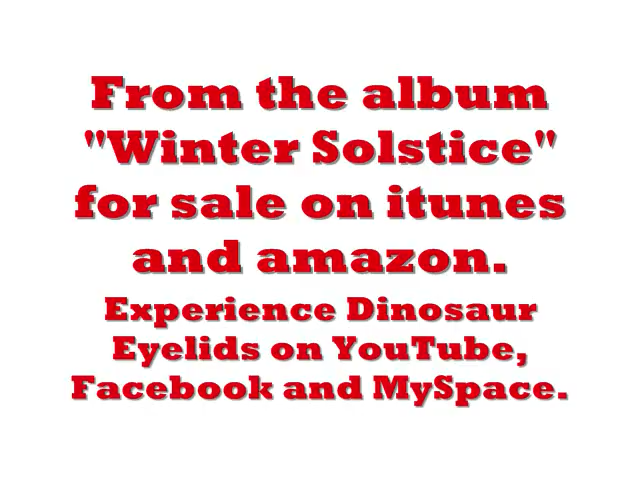 From the album
"Winter Solstice"
for sale on itunes
and amazon.
Experience Dinosaur
Eyelids on YouTube,
Facebook and MySpace.